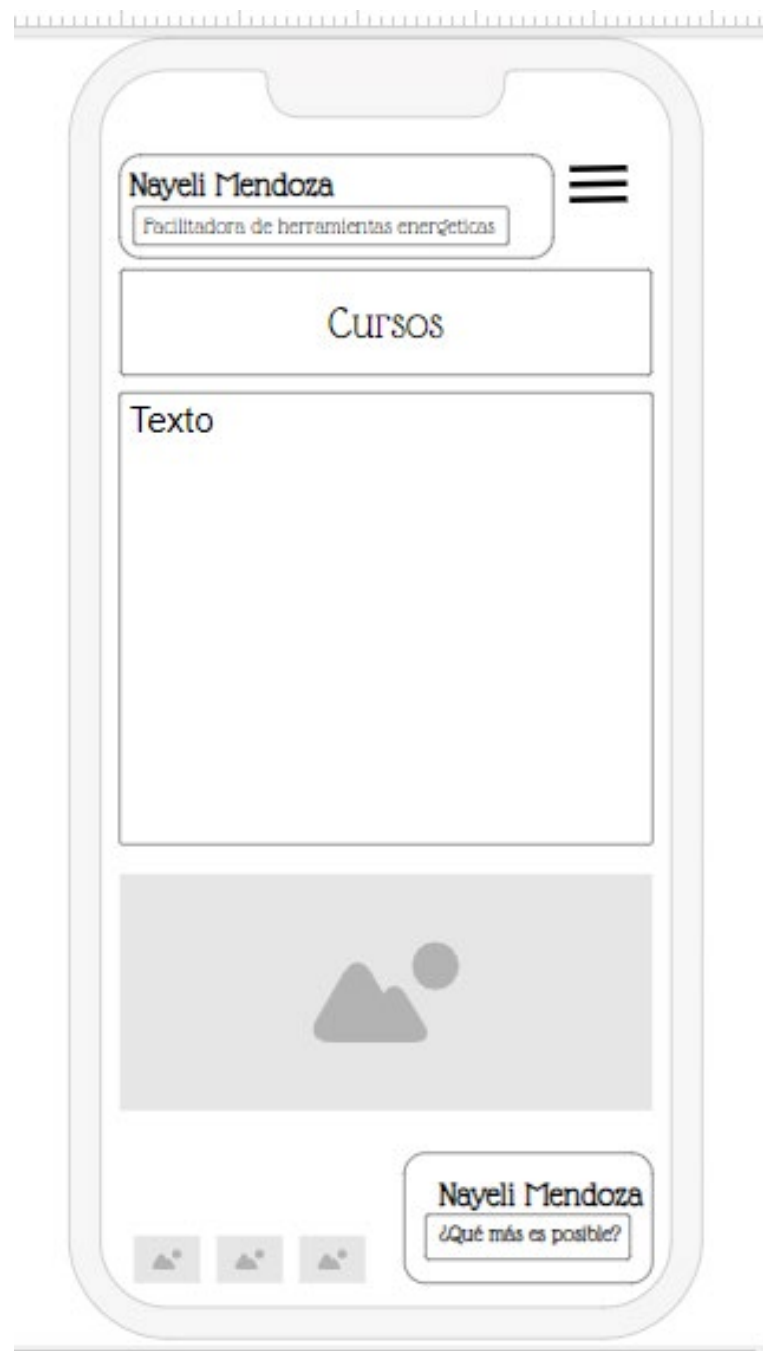 Nayeli Mendoza
Facilitadora de herramientas energeticas
Cursos
Texto
Nayeli Mendoza
¿Qué más es posible?